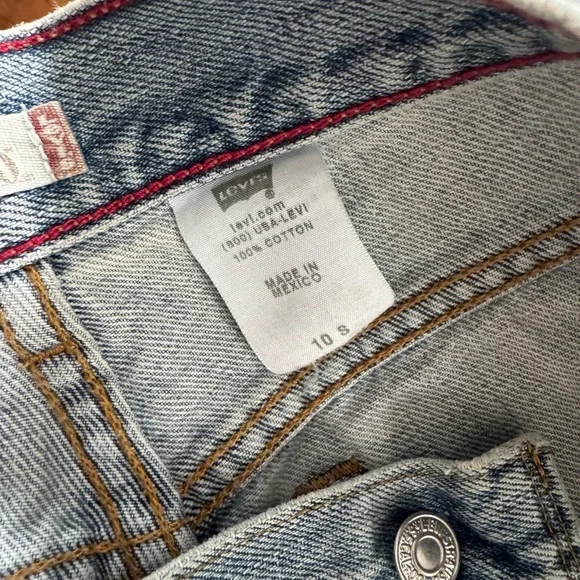 Levi's
®
levi.com
(800) USA-LEVI
100% COTTON
MADE IN
MEXICO
10 S